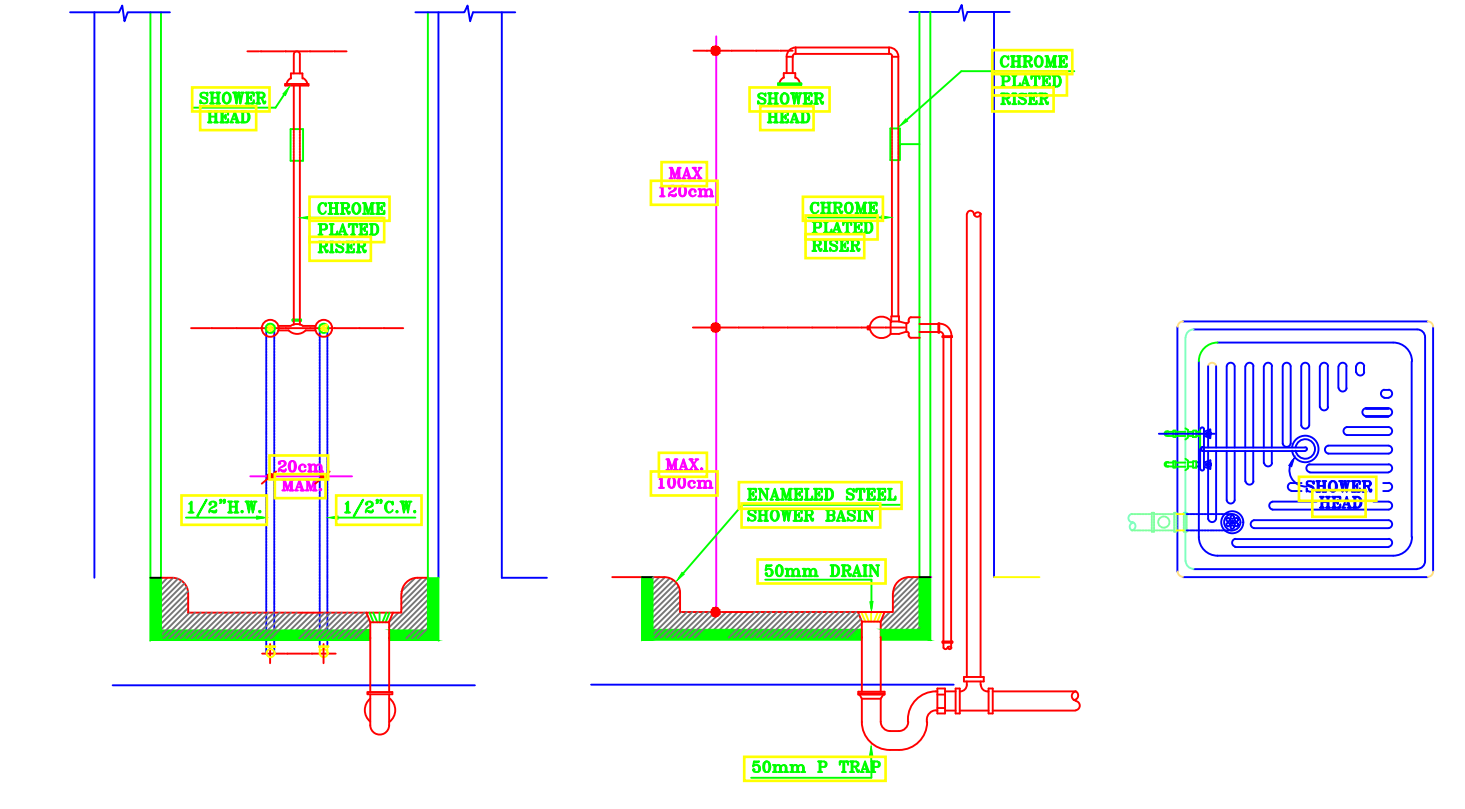 SHOWER
HEAD
CHROME
PLATED
RISER
20cm
MAM
1/2"H.W.
1/2"C.W.
SHOWER
HEAD
CHROME
PLATED
RISER
MAX
120cm
CHROME
PLATED
RISER
MAX.
100cm
ENAMELED STEEL
SHOWER BASIN
50mm DRAIN
50mm P TRAP
SHOWER
HEAD